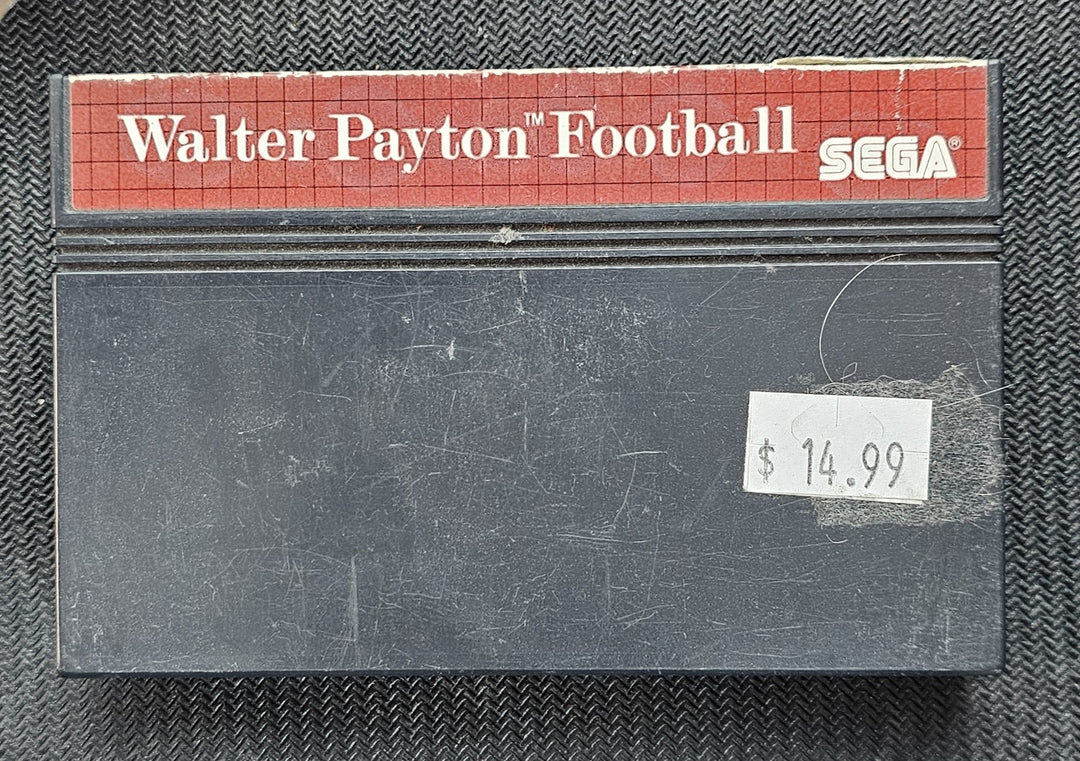 Walter Payton™ Football
SEGA®
$ 14.99